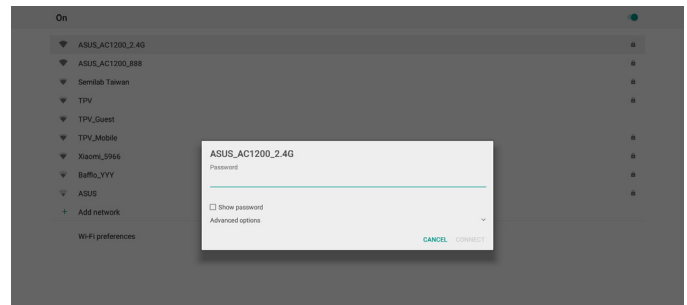 On
ASUS_AC1200_2.4G
ASUS_AC1200_888
Semilab Taiwan
TPV
TPV_Guest
TPV_Mobile
Xiaomi_5966
Bafflo_YYY
ASUS
+ Add network
Wi-Fi preferences
ASUS_AC1200_2.4G
Password
Show password
Advanced options
CANCEL CONNECT